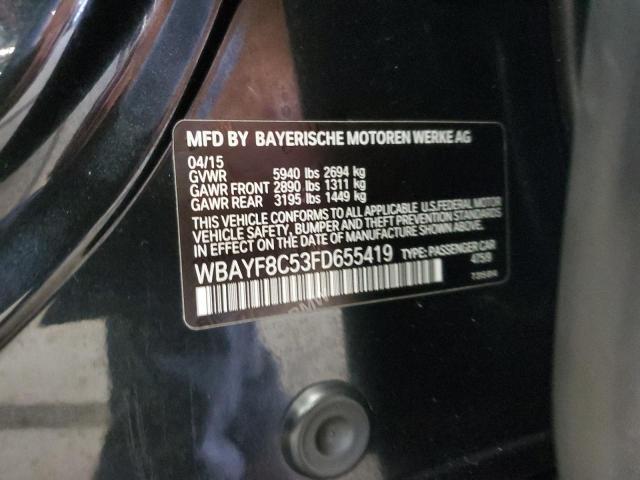 MFD BY BAYERISCHE MOTOREN WERKE AG
04/15
GVWR 5940 lbs 2694 kg
GAWR FRONT 2890 lbs 1311 kg
GAWR REAR 3195 lbs 1449 kg
THIS VEHICLE CONFORMS TO ALL APPLICABLE U.S. FEDERAL MOTOR
VEHICLE SAFETY, BUMPER AND THEFT PREVENTION STANDARDS
IN EFFECT ON THE DATE OF MANUFACTURE SHOWN ABOVE.
WBAYF8C53FD655419 TYPE: PASSENGER CAR
4759